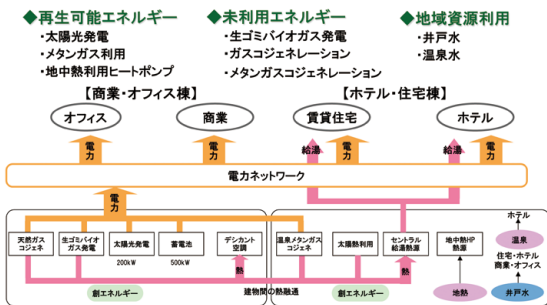 ◆再生可能エネルギー
・太陽光発電
・メタンガス利用
・地中熱利用ヒートポンプ
◆未利用エネルギー
・生ゴミバイオガス発電
・ガスコジェネレーション
・メタンガスコジェネレーション
◆地域資源利用
・井戸水
・温泉水
【商業・オフィス棟】
【ホテル・住宅棟】
オフィス
商業
賃貸住宅
ホテル
電力
電力
給湯
電力
給湯
電力
電力ネットワーク
電力
天然ガス
コジェネ
生ゴミバイオ
ガス発電
太陽光発電
200kW
蓄電池
500kW
デシカント
空調
熱
温泉メタンガス
コジェネ
太陽熱利用
セントラル
給湯熱源
熱
地中熱HP
熱源
ホテル
温泉
住宅・ホテル
商業・オフィス
創エネルギー
建物間の熱融通
創エネルギー
地熱
井戸水